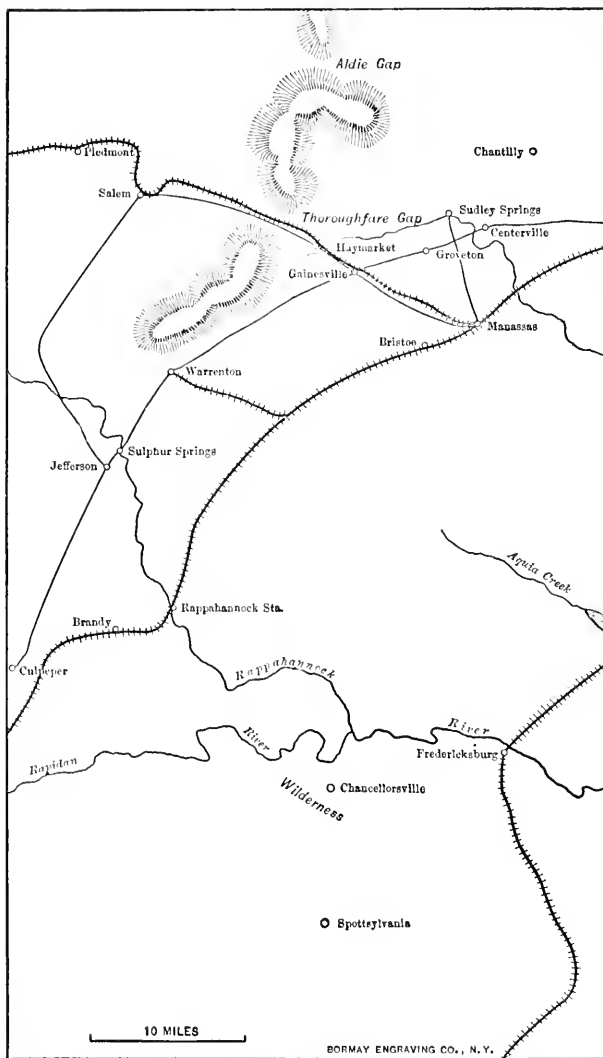 Aldie Gap
Chantilly
Piedmont
Salem
Sudley Springs
Thoroughfare Gap
Centerville
Haymarket
Groveton
Gainesville
Manassas
Bristoe
Warrenton
Sulphur Springs
Jefferson
Aquia Creek
Rappahannock Sta.
Brandy
Culpeper
Rappahannock
River
River
Fredericksburg
Rapidan
Chancellorsville
Wilderness
Spottsylvania
10 MILES
BORMAY ENGRAVING CO., N.Y.